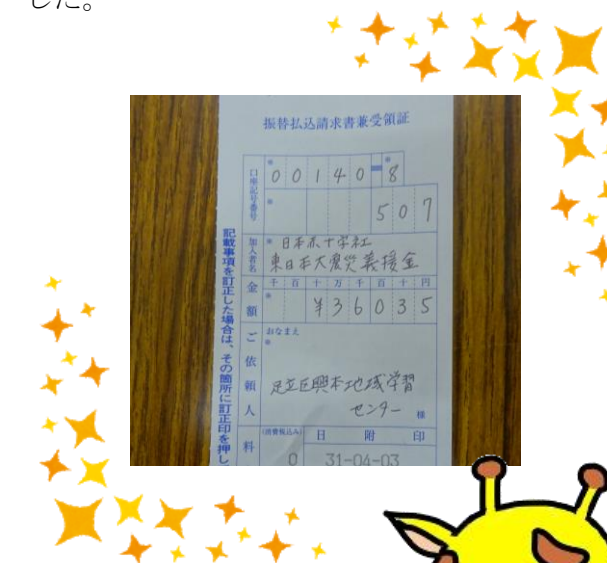 した。
振替払込請求書兼受領証
口座記号番号
00140-8
507
加入者名
日本赤十字社
東日本大震災義援金
金額
千百十万千百十円
¥36035
ご依頼人
おなまえ
足立区興本地域学習
センター 様
料
(消費税込み)
0
日附印
31-04-03
記載事項を訂正した場合は、その箇所に訂正印を押し